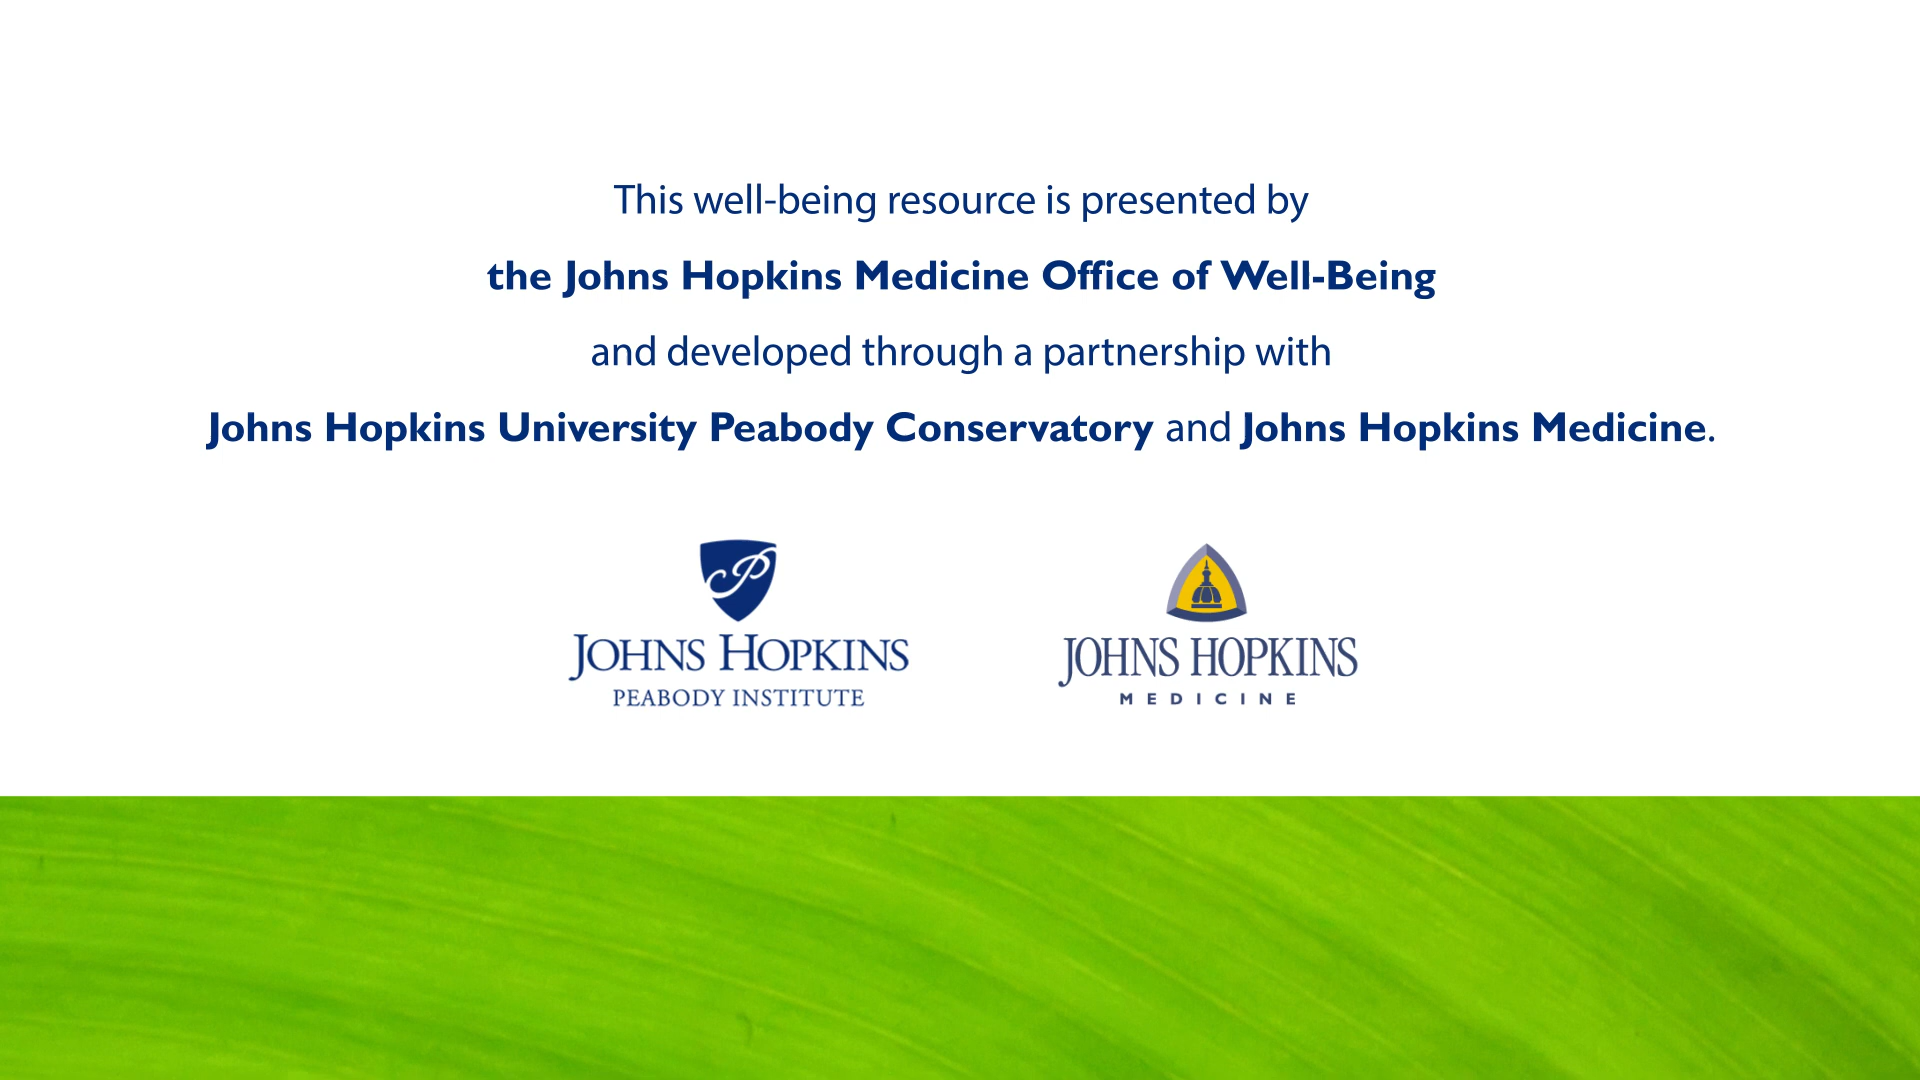 This well-being resource is presented by
the Johns Hopkins Medicine Office of Well-Being
and developed through a partnership with
Johns Hopkins University Peabody Conservatory and Johns Hopkins Medicine.
P
JOHNS HOPKINS
PEABODY INSTITUTE
JOHNS HOPKINS
MEDICINE